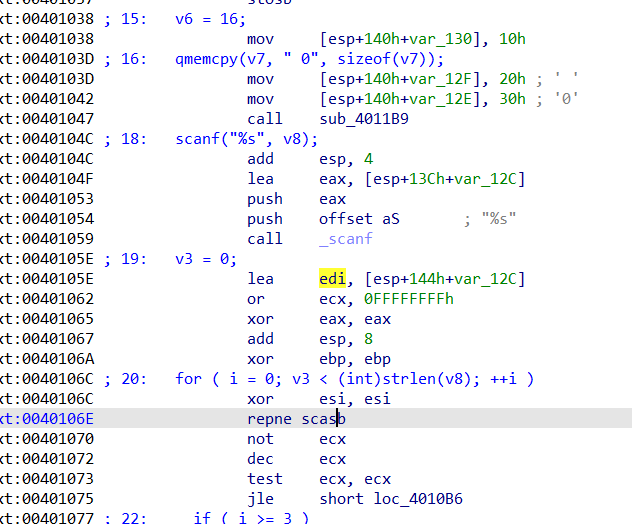 xt:00401037 stosb
xt:00401038 ; 15: v6 = 16;
xt:00401038 mov [esp+140h+var_130], 10h
xt:0040103D ; 16: qmemcpy(v7, " 0", sizeof(v7));
xt:0040103D mov [esp+140h+var_12F], 20h ; ' '
xt:00401042 mov [esp+140h+var_12E], 30h ; '0'
xt:00401047 call sub_4011B9
xt:0040104C ; 18: scanf("%s", v8);
xt:0040104C add esp, 4
xt:0040104F lea eax, [esp+13Ch+var_12C]
xt:00401053 push eax
xt:00401054 push offset aS ; "%s"
xt:00401059 call _scanf
xt:0040105E ; 19: v3 = 0;
xt:0040105E lea edi, [esp+144h+var_12C]
xt:00401062 or ecx, 0FFFFFFFFh
xt:00401065 xor eax, eax
xt:00401067 add esp, 8
xt:0040106A xor ebp, ebp
xt:0040106C ; 20: for ( i = 0; v3 < (int)strlen(v8); ++i )
xt:0040106C xor esi, esi
xt:0040106E repne scasb
xt:00401070 not ecx
xt:00401072 dec ecx
xt:00401073 test ecx, ecx
xt:00401075 jle short loc_4010B6
xt:00401077 ; 22: if ( i >= 3 )